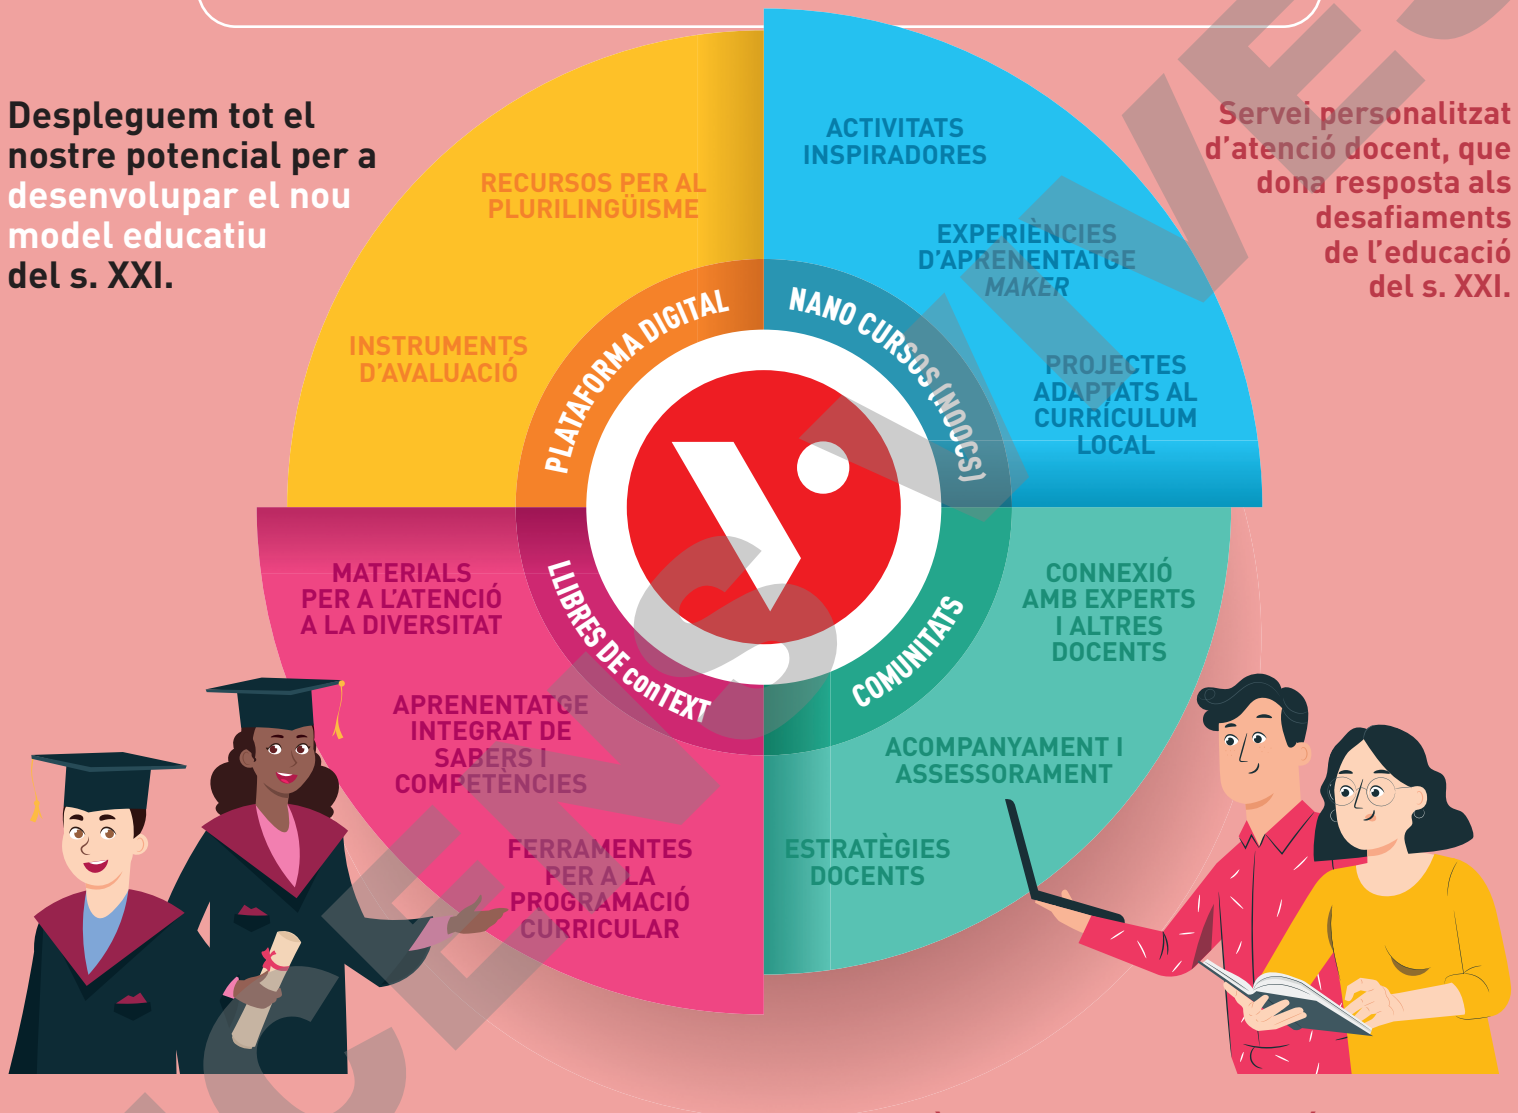 Despleguem tot el
nostre potencial per a
desenvolupar el nou
model educatiu
del s. XXI.
Servei personalitzat
d'atenció docent, que
dona resposta als
desafiaments
de l'educació
del s. XXI.
RECURSOS PER AL
PLURILINGÜISME
INSTRUMENTS
D'AVALUACIÓ
PLATAFORMA DIGITAL
ACTIVITATS
INSPIRADORES
EXPERIÈNCIES
D'APRENENTATGE
MAKER
PROJECTES
ADAPTATS AL
CURRÍCULUM
LOCAL
NANO CURSOS (NOOCS)
MATERIALS
PER A L'ATENCIÓ
A LA DIVERSITAT
APRENENTATGE
INTEGRAT DE
SABERS I
COMPETÈNCIES
FERRAMENTES
PER A LA
PROGRAMACIÓ
CURRICULAR
LLIBRES DE conTEXT
CONNEXIÓ
AMB EXPERTS
I ALTRES
DOCENTS
ACOMPANYAMENT I
ASSESSORAMENT
ESTRATÈGIES
DOCENTS
COMUNITATS
CENS VIVES